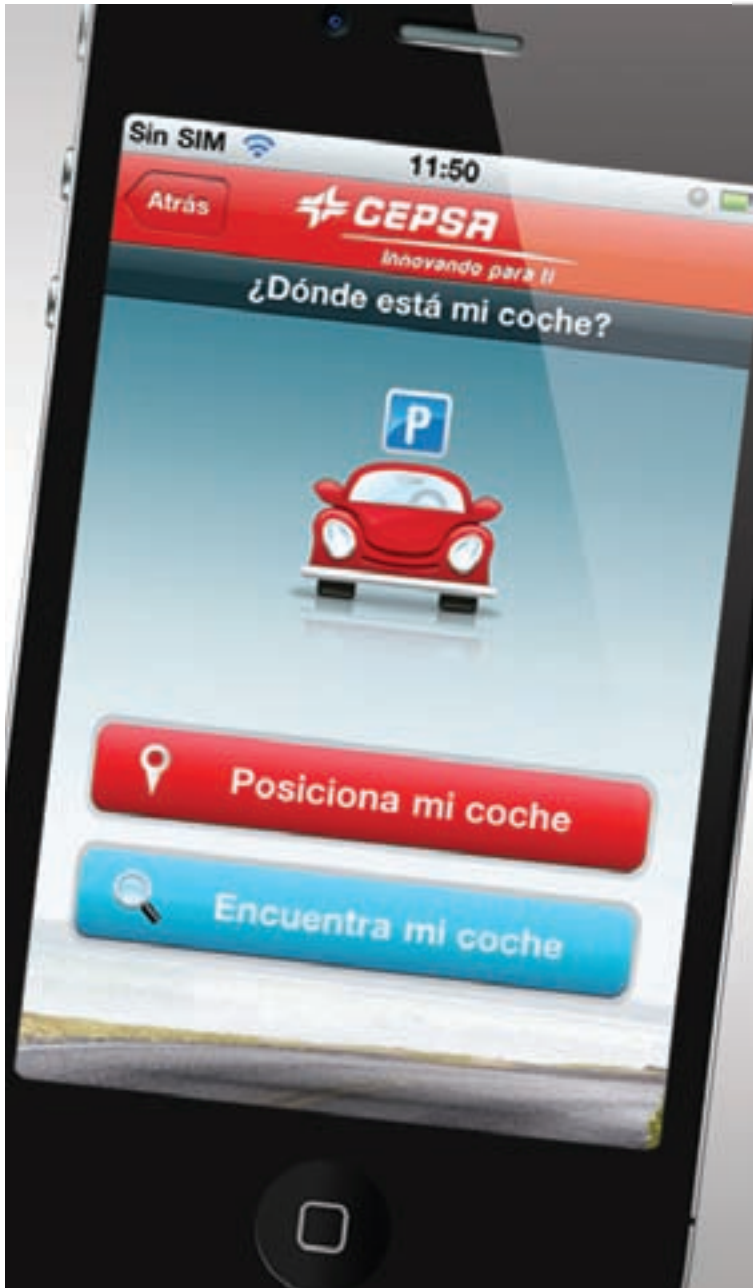 Sin SIM
11:50
Atrás
CEPSA
Innovando para ti
¿Dónde está mi coche?
P
Posiciona mi coche
Encuentra mi coche